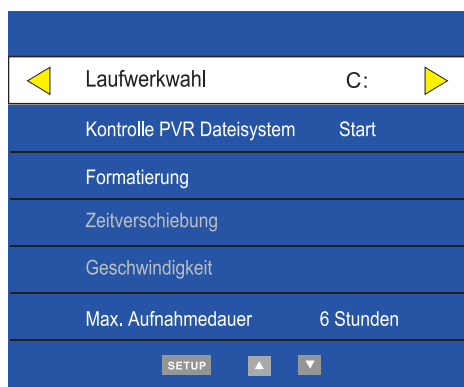 Laufwerkwahl C:
Kontrolle PVR Dateisystem Start
Formatierung
Zeitverschiebung
Geschwindigkeit
Max. Aufnahmedauer 6 Stunden
SETUP